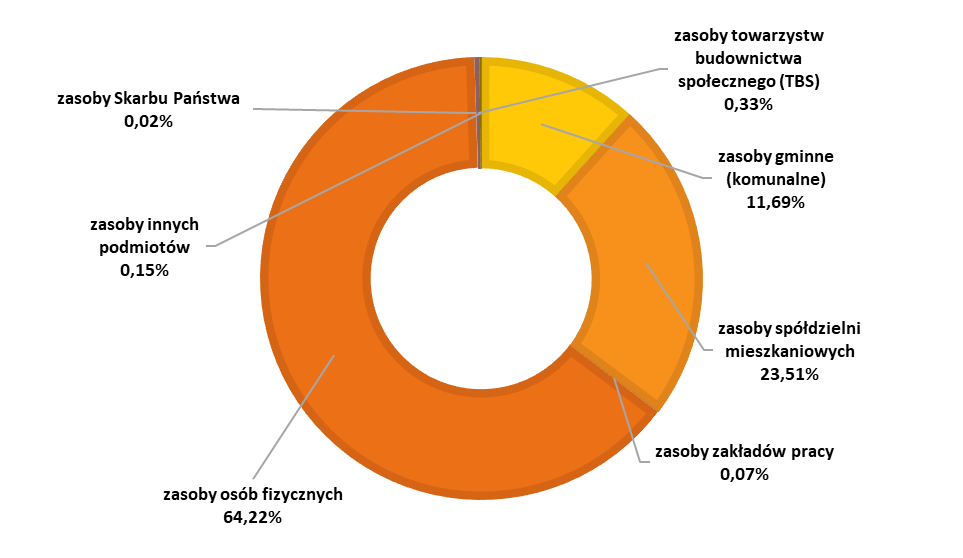 zasoby towarzystw
budownictwa
społecznego (TBS)
0,33%
zasoby Skarbu Państwa
0,02%
zasoby gminne
(komunalne)
11,69%
zasoby innych
podmiotów
0,15%
zasoby spółdzielni
mieszkaniowych
23,51%
zasoby zakładów pracy
0,07%
zasoby osób fizycznych
64,22%